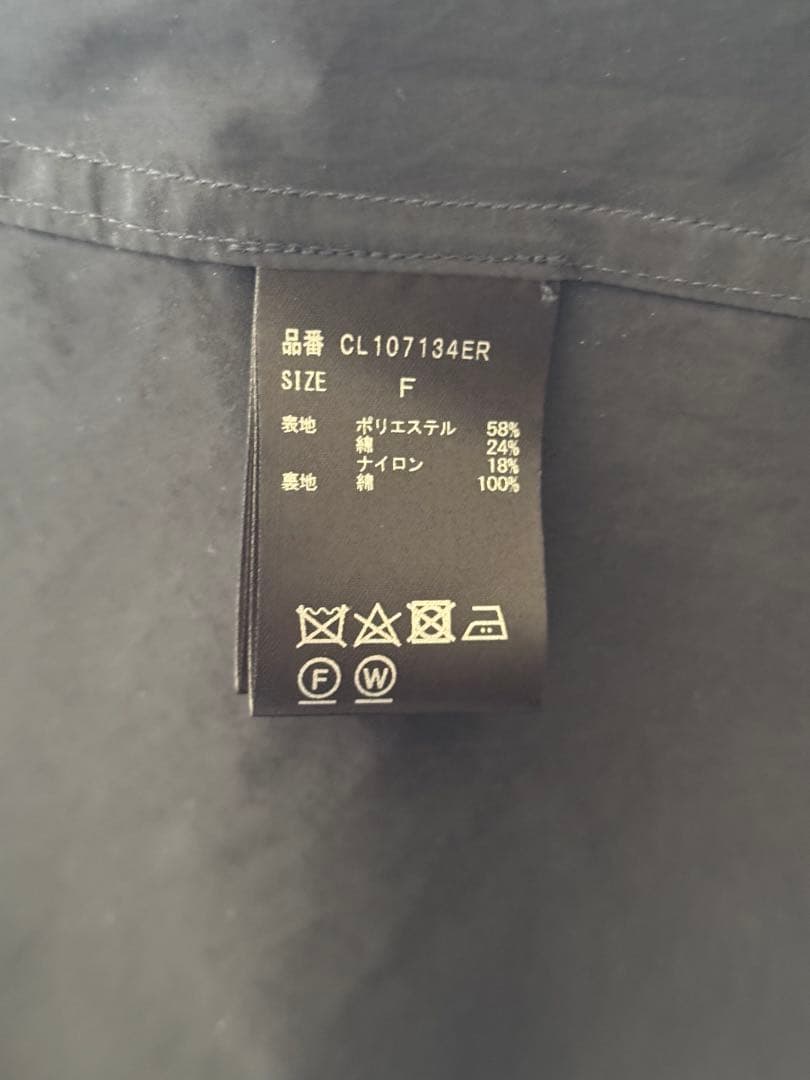 品番 CL107134ER
SIZE F
表地 ポリエステル 58%
綿 24%
ナイロン 18%
裏地 綿 100%
F W